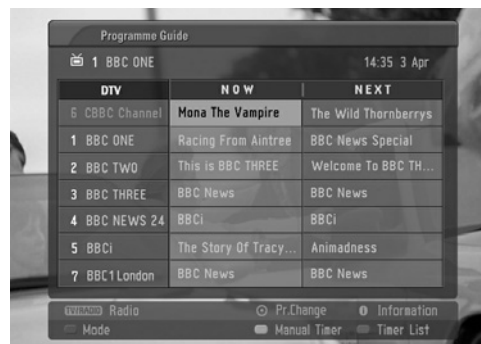 Programme Guide
1 BBC ONE 14:35 3 Apr
DTV NOW NEXT
6 CBBC Channel Mona The Vampire The Wild Thornberrys
1 BBC ONE Racing From Aintree BBC News Special
2 BBC TWO This is BBC THREE Welcome To BBC TH...
3 BBC THREE BBC News BBC News
4 BBC NEWS 24 BBCi BBCi
5 BBCi The Story Of Tracy... Animadness
7 BBC1 London BBC News BBC News
TV/RADIO Radio Pr.Change i Information
Mode Manual Timer Timer List